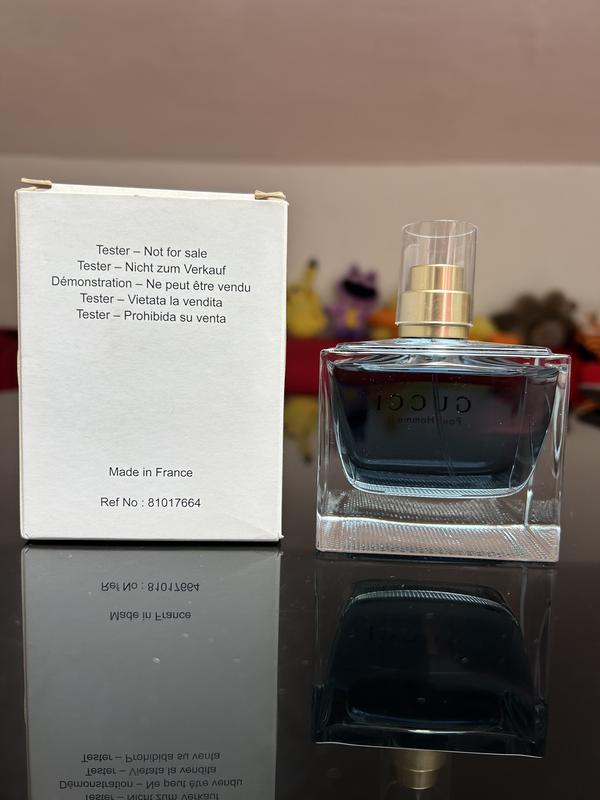 Tester – Not for sale
Tester – Nicht zum Verkauf
Démonstration – Ne peut être vendu
Tester – Vietata la vendita
Tester – Prohibida su venta
Made in France
Ref No : 81017664
GUCCI
Pour Homme